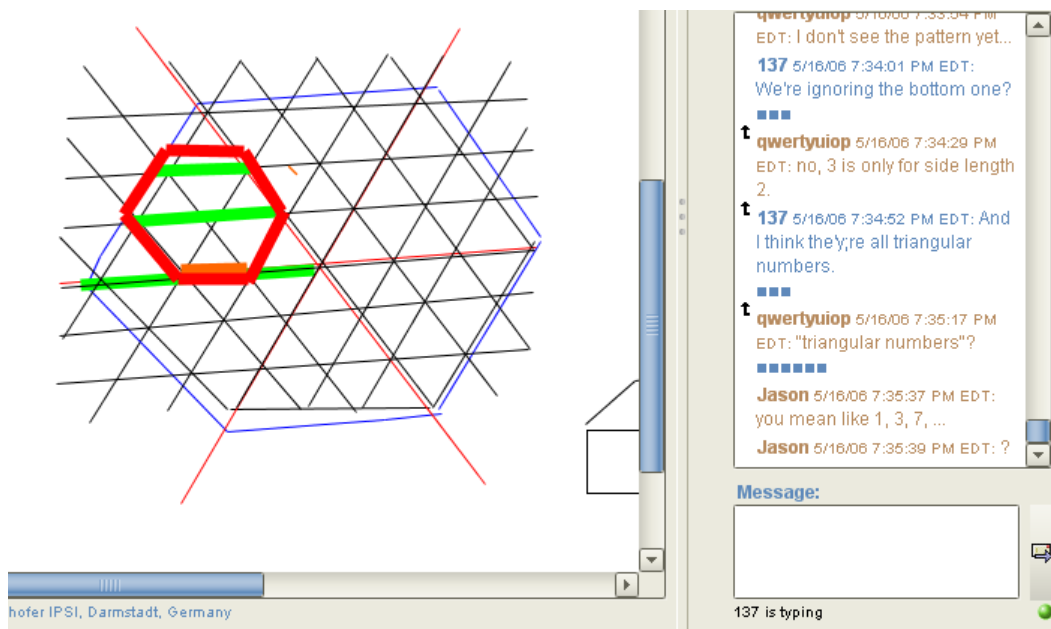 qwertyuiop 5/16/06 7:33:54 PM
EDT: I don't see the pattern yet...
137 5/16/06 7:34:01 PM EDT:
We're ignoring the bottom one?
qwertyuiop 5/16/06 7:34:29 PM
EDT: no, 3 is only for side length
2.
137 5/16/06 7:34:52 PM EDT: And
I think they;re all triangular
numbers.
qwertyuiop 5/16/06 7:35:17 PM
EDT: "triangular numbers"?
Jason 5/16/06 7:35:37 PM EDT:
you mean like 1, 3, 7, ...
Jason 5/16/06 7:35:39 PM EDT: ?
Message:
137 is typing
hofer IPSI, Darmstadt, Germany